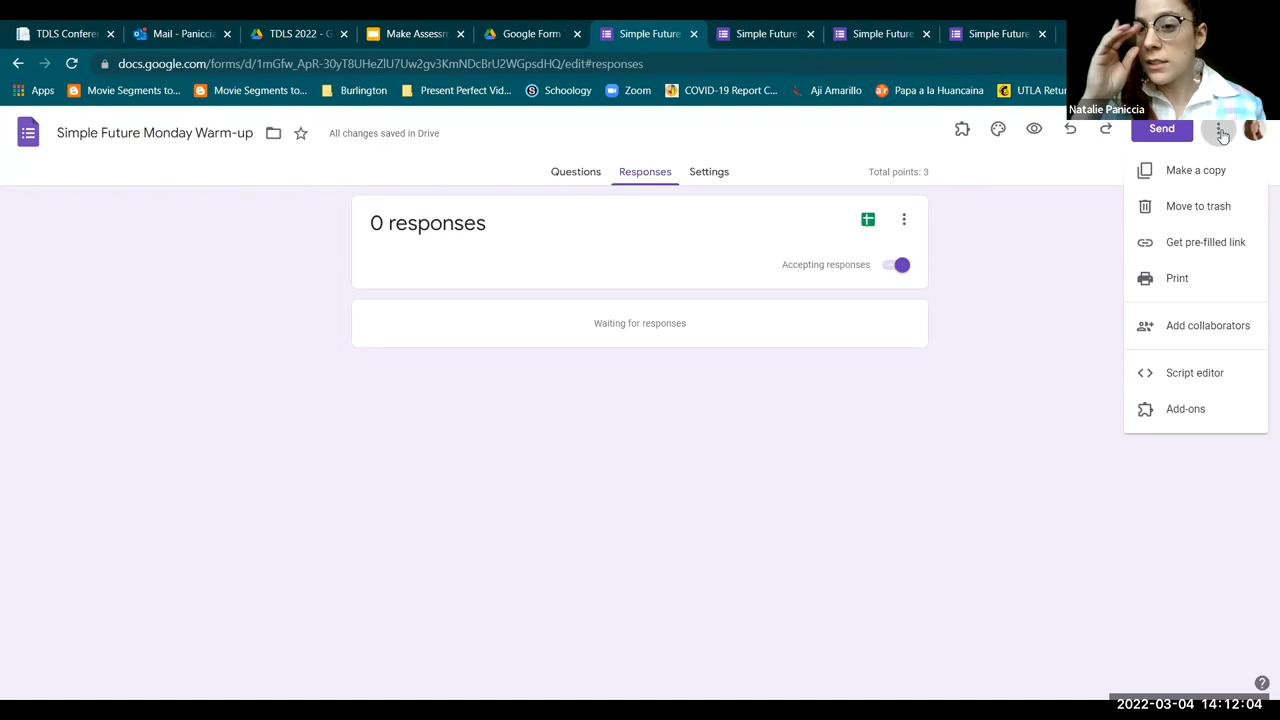 TDLS Conferen
Mail - Paniccia
TDLS 2022 - G
Make Assessm
Google Form T
Simple Future
Simple Future
Simple Future
Simple Future
docs.google.com/forms/d/1mGfw_ApR-30yT8UHeZlU7Uw2gv3KmNDcBrU2WGpsdHQ/edit#responses
Apps
Movie Segments to...
Movie Segments to...
Burlington
Present Perfect Vid...
Schoology
Zoom
COVID-19 Report C...
Aji Amarillo
Papa a la Huancaina
UTLA Retur
Natalie Paniccia
Simple Future Monday Warm-up
All changes saved in Drive
Send
Questions
Responses
Settings
Total points: 3
0 responses
Accepting responses
Waiting for responses
Make a copy
Move to trash
Get pre-filled link
Print
Add collaborators
Script editor
Add-ons
2022-03-04 14:12:04